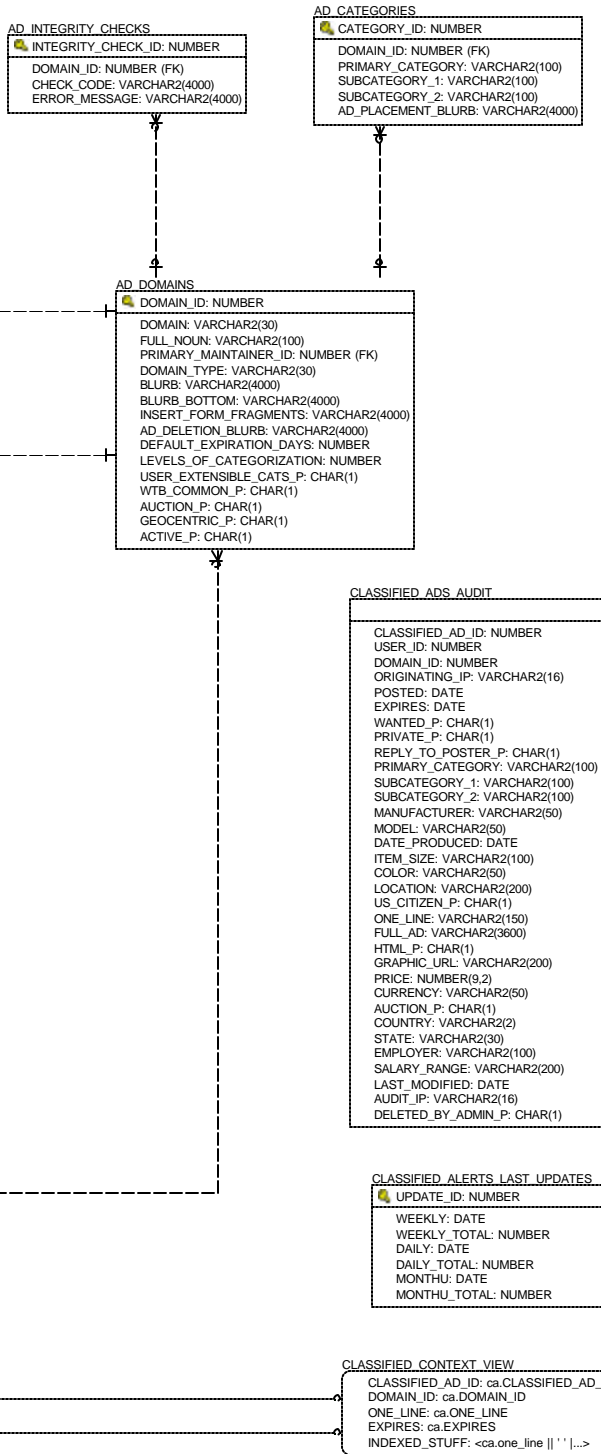 AD_INTEGRITY_CHECKS
INTEGRITY_CHECK_ID: NUMBER
DOMAIN_ID: NUMBER (FK)
CHECK_CODE: VARCHAR2(4000)
ERROR_MESSAGE: VARCHAR2(4000)
AD_CATEGORIES
CATEGORY_ID: NUMBER
DOMAIN_ID: NUMBER (FK)
PRIMARY_CATEGORY: VARCHAR2(100)
SUBCATEGORY_1: VARCHAR2(100)
SUBCATEGORY_2: VARCHAR2(100)
AD_PLACEMENT_BLURB: VARCHAR2(4000)
AD_DOMAINS
DOMAIN_ID: NUMBER
DOMAIN: VARCHAR2(30)
FULL_NOUN: VARCHAR2(100)
PRIMARY_MAINTAINER_ID: NUMBER (FK)
DOMAIN_TYPE: VARCHAR2(30)
BLURB: VARCHAR2(4000)
BLURB_BOTTOM: VARCHAR2(4000)
INSERT_FORM_FRAGMENTS: VARCHAR2(4000)
AD_DELETION_BLURB: VARCHAR2(4000)
DEFAULT_EXPIRATION_DAYS: NUMBER
LEVELS_OF_CATEGORIZATION: NUMBER
USER_EXTENSIBLE_CATS_P: CHAR(1)
WTB_COMMON_P: CHAR(1)
AUCTION_P: CHAR(1)
GEOCENTRIC_P: CHAR(1)
ACTIVE_P: CHAR(1)
CLASSIFIED_ADS_AUDIT
CLASSIFIED_AD_ID: NUMBER
USER_ID: NUMBER
DOMAIN_ID: NUMBER
ORIGINATING_IP: VARCHAR2(16)
POSTED: DATE
EXPIRES: DATE
WANTED_P: CHAR(1)
PRIVATE_P: CHAR(1)
REPLY_TO_POSTER_P: CHAR(1)
PRIMARY_CATEGORY: VARCHAR2(100)
SUBCATEGORY_1: VARCHAR2(100)
SUBCATEGORY_2: VARCHAR2(100)
MANUFACTURER: VARCHAR2(50)
MODEL: VARCHAR2(50)
DATE_PRODUCED: DATE
ITEM_SIZE: VARCHAR2(100)
COLOR: VARCHAR2(50)
LOCATION: VARCHAR2(200)
US_CITIZEN_P: CHAR(1)
ONE_LINE: VARCHAR2(150)
FULL_AD: VARCHAR2(3600)
HTML_P: CHAR(1)
GRAPHIC_URL: VARCHAR2(200)
PRICE: NUMBER(9,2)
CURRENCY: VARCHAR2(50)
AUCTION_P: CHAR(1)
COUNTRY: VARCHAR2(2)
STATE: VARCHAR2(30)
EMPLOYER: VARCHAR2(100)
SALARY_RANGE: VARCHAR2(200)
LAST_MODIFIED: DATE
AUDIT_IP: VARCHAR2(16)
DELETED_BY_ADMIN_P: CHAR(1)
CLASSIFIED_ALERTS_LAST_UPDATES
UPDATE_ID: NUMBER
WEEKLY: DATE
WEEKLY_TOTAL: NUMBER
DAILY: DATE
DAILY_TOTAL: NUMBER
MONTHU: DATE
MONTHU_TOTAL: NUMBER
CLASSIFIED_CONTEXT_VIEW
CLASSIFIED_AD_ID: ca.CLASSIFIED_AD_
DOMAIN_ID: ca.DOMAIN_ID
ONE_LINE: ca.ONE_LINE
EXPIRES: ca.EXPIRES
INDEXED_STUFF: <ca.one_line || ' ' |...>